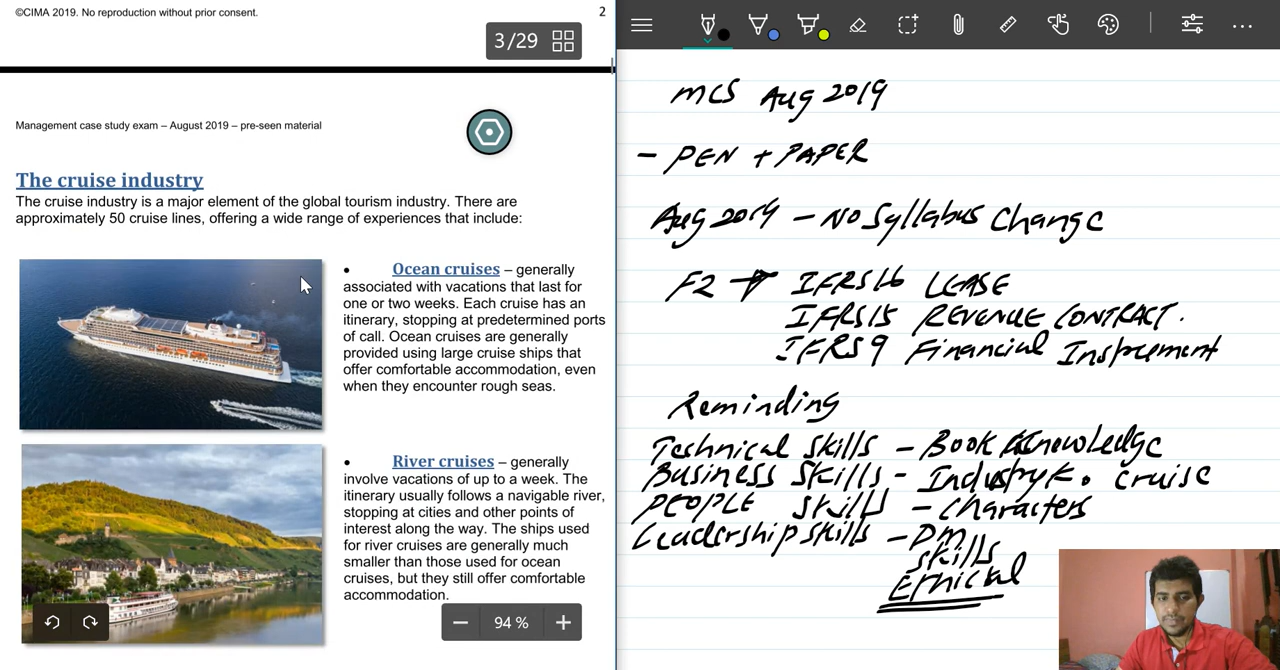 ©CIMA 2019. No reproduction without prior consent.
2
3/29
Management case study exam – August 2019 – pre-seen material
The cruise industry
The cruise industry is a major element of the global tourism industry. There are
approximately 50 cruise lines, offering a wide range of experiences that include:
• Ocean cruises – generally
associated with vacations that last for
one or two weeks. Each cruise has an
itinerary, stopping at predetermined ports
of call. Ocean cruises are generally
provided using large cruise ships that
offer comfortable accommodation, even
when they encounter rough seas.
• River cruises – generally
involve vacations of up to a week. The
itinerary usually follows a navigable river,
stopping at cities and other points of
interest along the way. The ships used
for river cruises are generally much
smaller than those used for ocean
cruises, but they still offer comfortable
accommodation.
94 %
MCS Aug 2019
– PEN + PAPER
Aug 2019 – No Syllabus Change
F2 → IFRS16 LEASE
IFRS15 REVENUE CONTRACT.
IFRS9 Financial Instrument
Reminding
Technical skills – Book knowledge
Business skills – Industry K. cruise
PEOPLE skills – characters
Leadership skills – PM
skills
Ethical